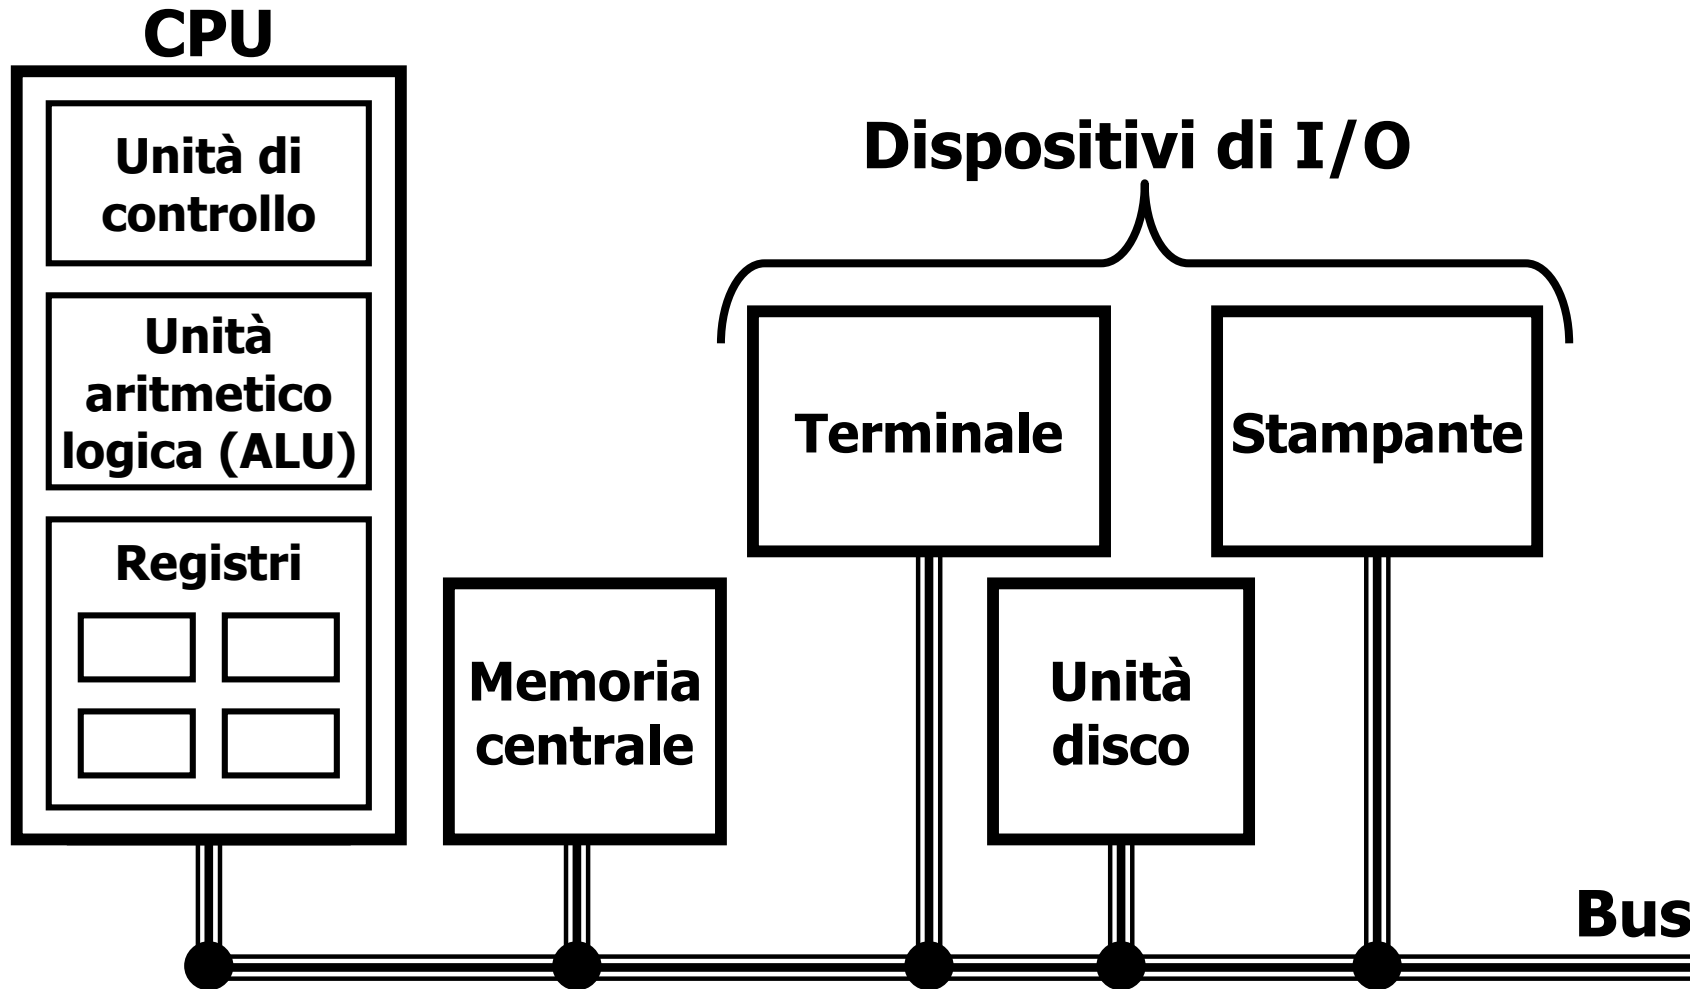 CPU
Unità di
controllo
Unità
aritmetico
logica (ALU)
Registri
Memoria
centrale
Dispositivi di I/O
Terminale
Stampante
Unità
disco
Bus